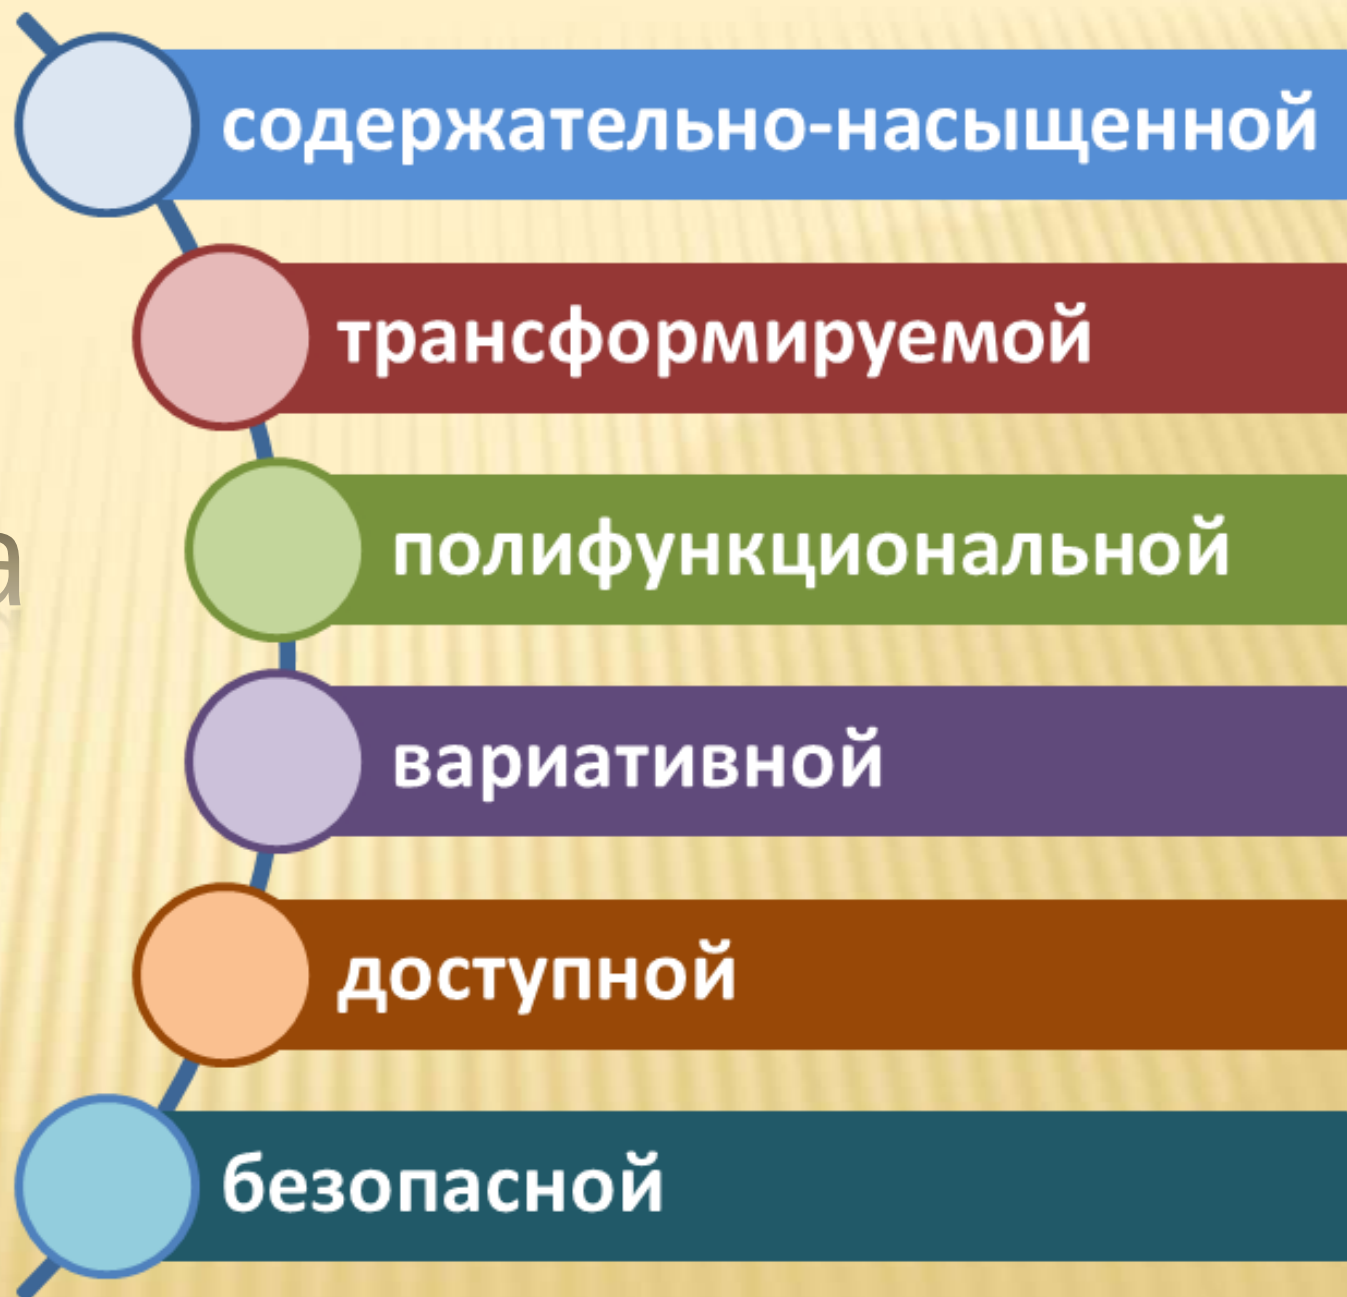 содержательно-насыщенной
трансформируемой
полифункциональной
а
вариативной
доступной
безопасной